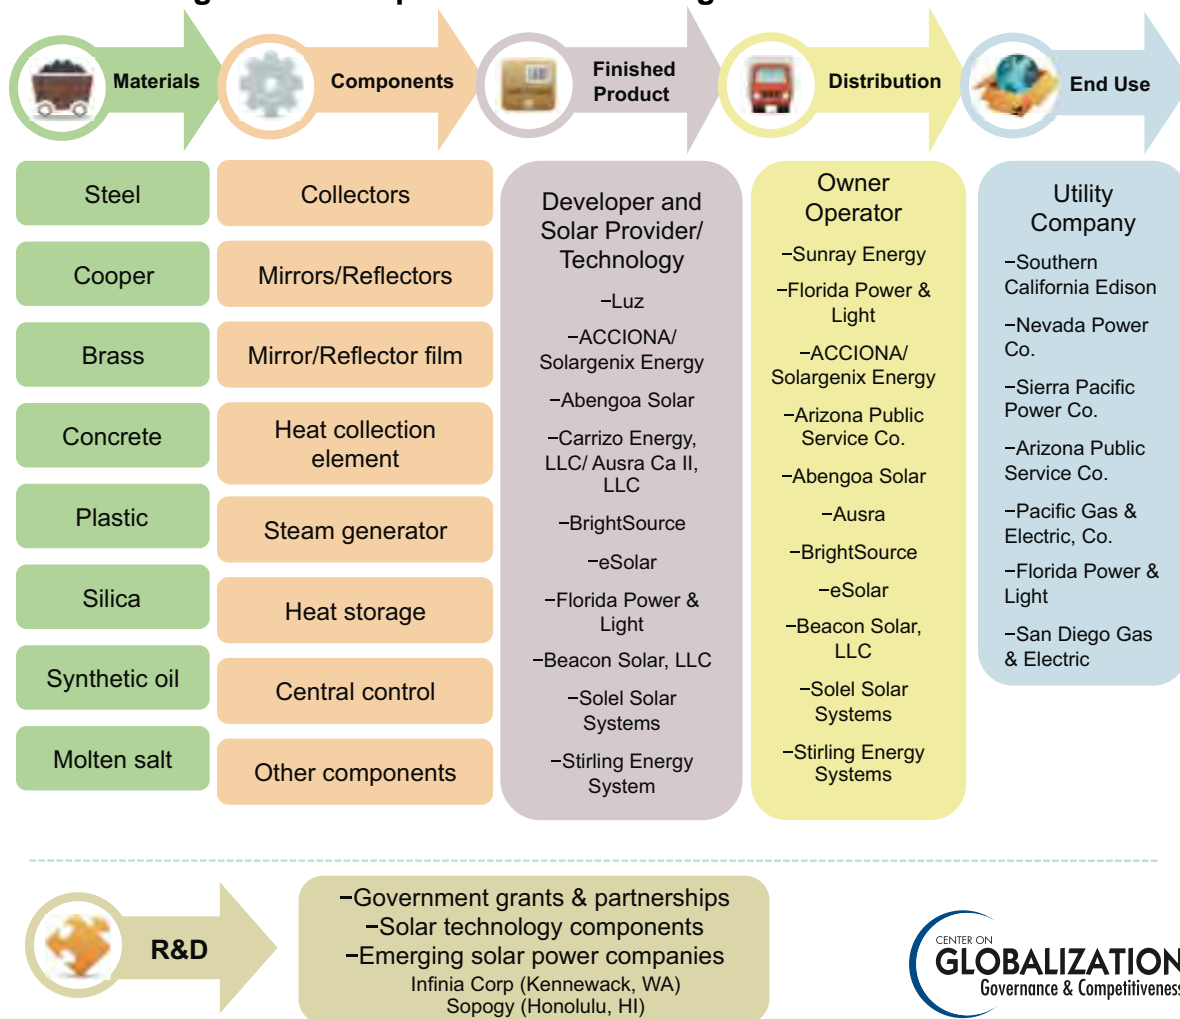 Materials
Components
Finished
Product
Distribution
End Use
Steel
Cooper
Brass
Concrete
Plastic
Silica
Synthetic oil
Molten salt
Collectors
Mirrors/Reflectors
Mirror/Reflector film
Heat collection
element
Steam generator
Heat storage
Central control
Other components
Developer and
Solar Provider/
Technology
–Luz
–ACCIONA/
Solargenix Energy
–Abengoa Solar
–Carrizo Energy,
LLC/ Ausra Ca II,
LLC
–BrightSource
–eSolar
–Florida Power &
Light
–Beacon Solar, LLC
–Solel Solar
Systems
–Stirling Energy
System
Owner
Operator
–Sunray Energy
–Florida Power &
Light
–ACCIONA/
Solargenix Energy
–Arizona Public
Service Co.
–Abengoa Solar
–Ausra
–BrightSource
–eSolar
–Beacon Solar,
LLC
–Solel Solar
Systems
–Stirling Energy
Systems
Utility
Company
–Southern
California Edison
–Nevada Power
Co.
–Sierra Pacific
Power Co.
–Arizona Public
Service Co.
–Pacific Gas &
Electric, Co.
–Florida Power &
Light
–San Diego Gas
& Electric
R&D
–Government grants & partnerships
–Solar technology components
–Emerging solar power companies
Infinia Corp (Kennewack, WA)
Sopogy (Honolulu, HI)
CENTER ON
GLOBALIZATION
Governance & Competitiveness